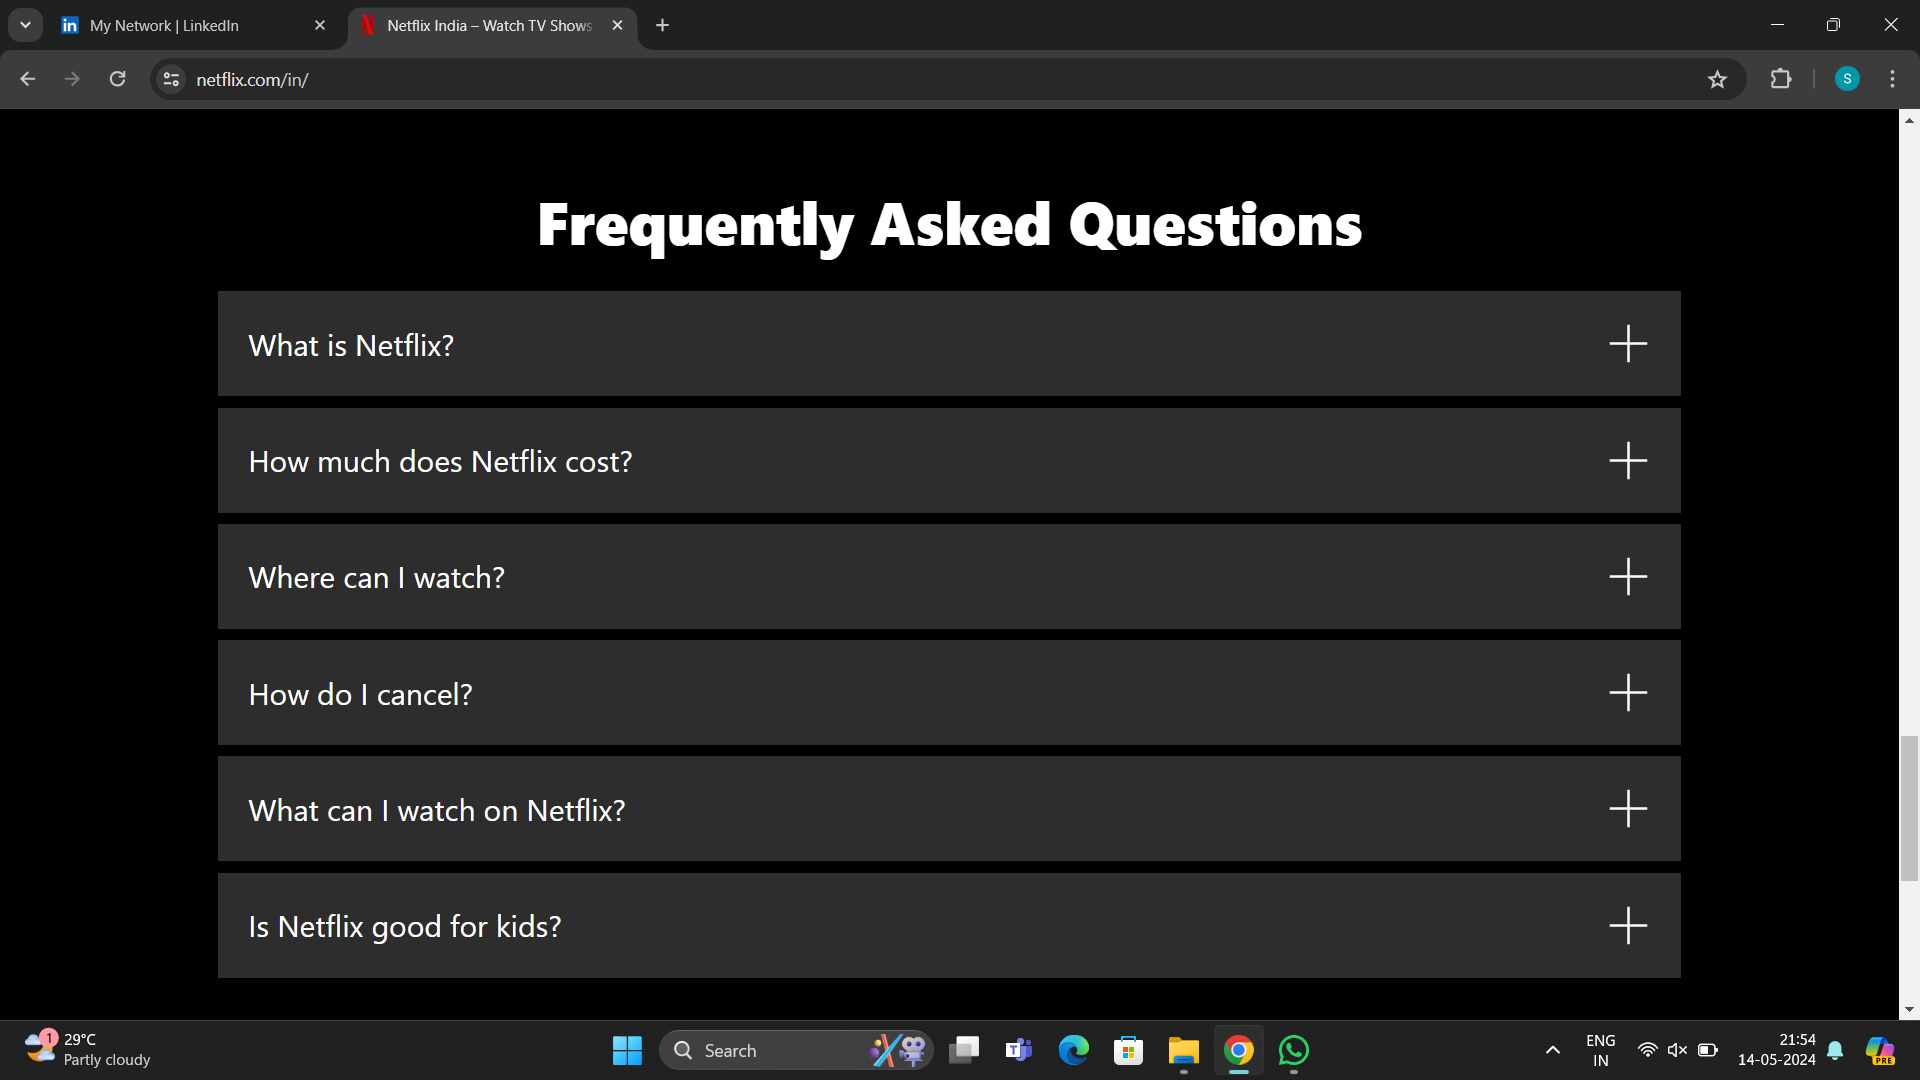 My Network | LinkedIn
Netflix India – Watch TV Shows
netflix.com/in/
S
Frequently Asked Questions
What is Netflix?
How much does Netflix cost?
Where can I watch?
How do I cancel?
What can I watch on Netflix?
Is Netflix good for kids?
1
29°C
Partly cloudy
Search
ENG
IN
21:54
14-05-2024
PRE